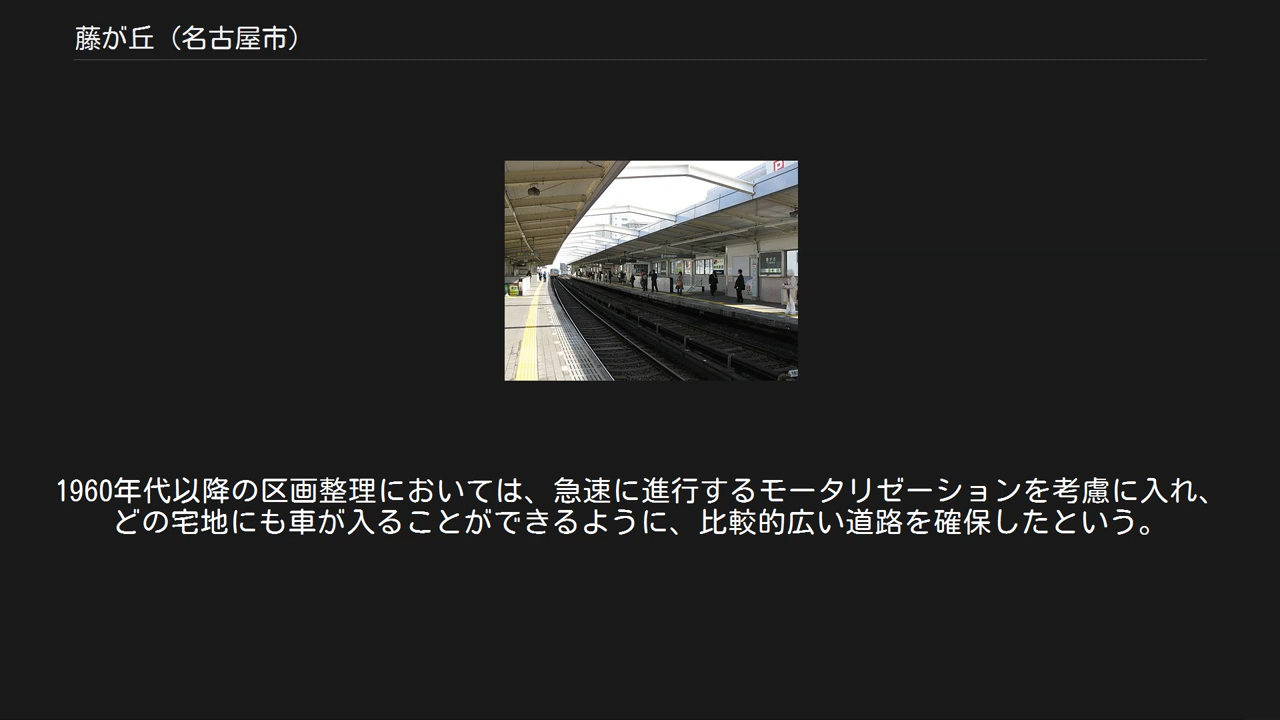 藤が丘（名古屋市）
1960年代以降の区画整理においては、急速に進行するモータリゼーションを考慮に入れ、
どの宅地にも車が入ることができるように、比較的広い道路を確保したという。